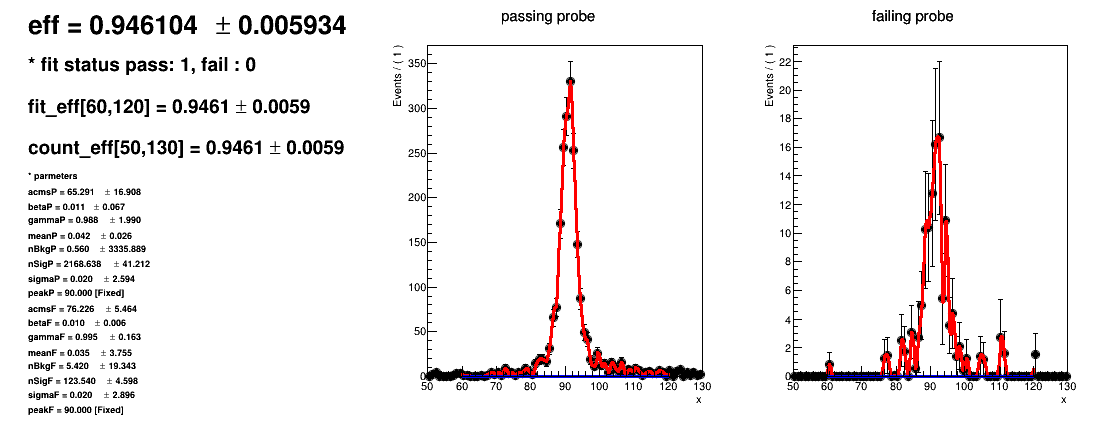 eff = 0.946104 ± 0.005934
* fit status pass: 1, fail : 0
fit_eff[60,120] = 0.9461 ± 0.0059
count_eff[50,130] = 0.9461 ± 0.0059
* parmeters
acmsP = 65.291 ± 16.908
betaP = 0.011 ± 0.067
gammaP = 0.988 ± 1.990
meanP = 0.042 ± 0.026
nBkgP = 0.560 ± 3335.889
nSigP = 2168.638 ± 41.212
sigmaP = 0.020 ± 2.594
peakP = 90.000 [Fixed]
acmsF = 76.226 ± 5.464
betaF = 0.010 ± 0.006
gammaF = 0.995 ± 0.163
meanF = 0.035 ± 3.755
nBkgF = 5.420 ± 19.343
nSigF = 123.540 ± 4.598
sigmaF = 0.020 ± 2.896
peakF = 90.000 [Fixed]
passing probe
Events / ( 1 )
350
300
250
200
150
100
50
0
50 60 70 80 90 100 110 120 130
x
failing probe
Events / ( 1 )
22
20
18
16
14
12
10
8
6
4
2
0
50 60 70 80 90 100 110 120 130
x